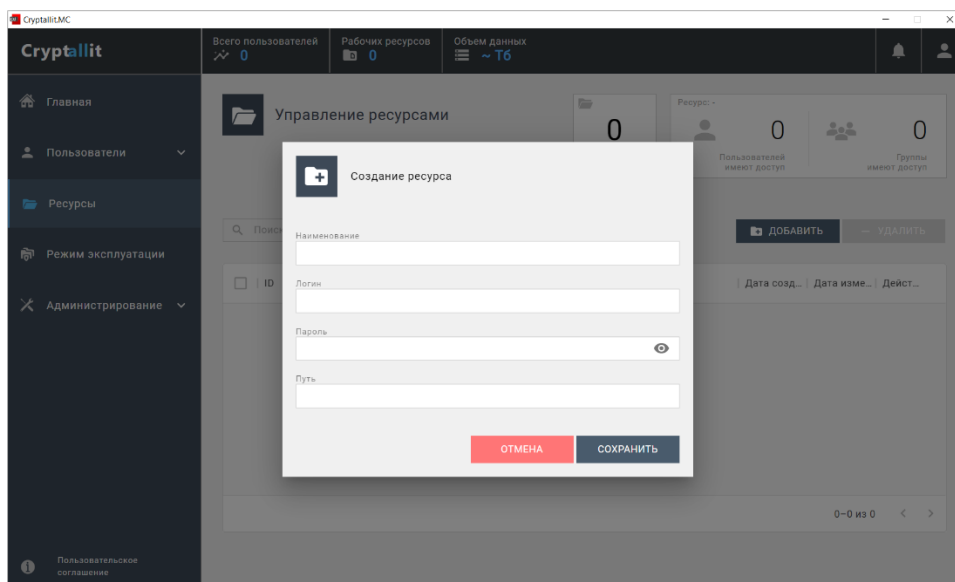 Cryptallit.MC
Cryptallit
Всего пользователей
0
Рабочих ресурсов
0
Объем данных
~ Тб
Главная
Пользователи
Ресурсы
Режим эксплуатации
Администрирование
Пользовательское
соглашение
Управление ресурсами
0
Ресурс: -
0
Пользователей
имеют доступ
0
Группы
имеют доступ
Поиск
ДОБАВИТЬ
УДАЛИТЬ
ID
Дата созд...
Дата изме...
Дейст...
0–0 из 0
Создание ресурса
Наименование
Логин
Пароль
Путь
ОТМЕНА
СОХРАНИТЬ